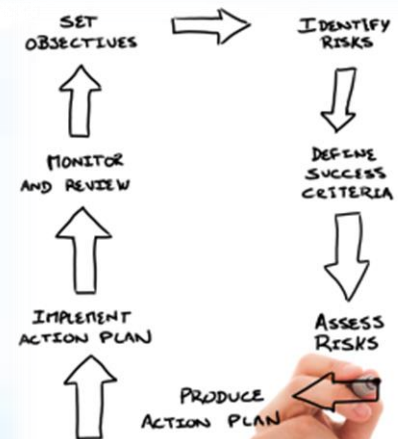 SET
OBJECTIVES
IDENTIFY
RISKS
DEFINE
SUCCESS
CRITERIA
ASSESS
RISKS
PRODUCE
ACTION PLAN
IMPLEMENT
ACTION PLAN
MONITOR
AND REVIEW